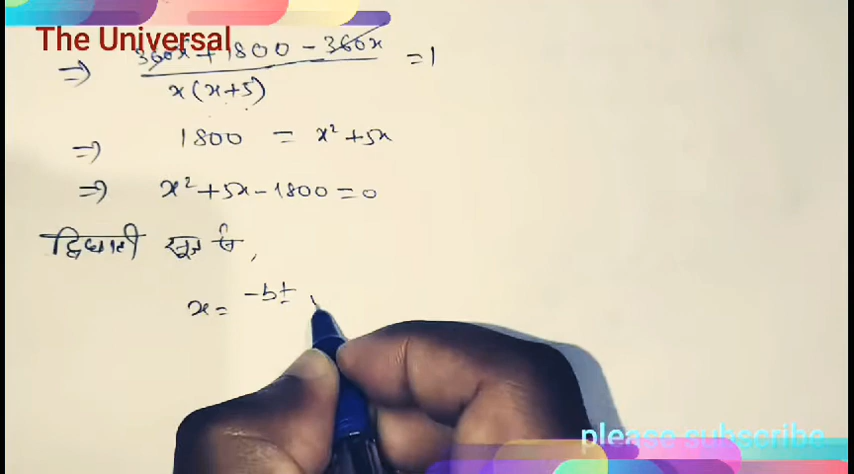 The Universal
⇒ 360x + 1800 − 360x / x(x+5) = 1
⇒ 1800 = x² + 5x
⇒ x² + 5x − 1800 = 0
द्विघाती सूत्र से,
x = −b ±
please subscribe